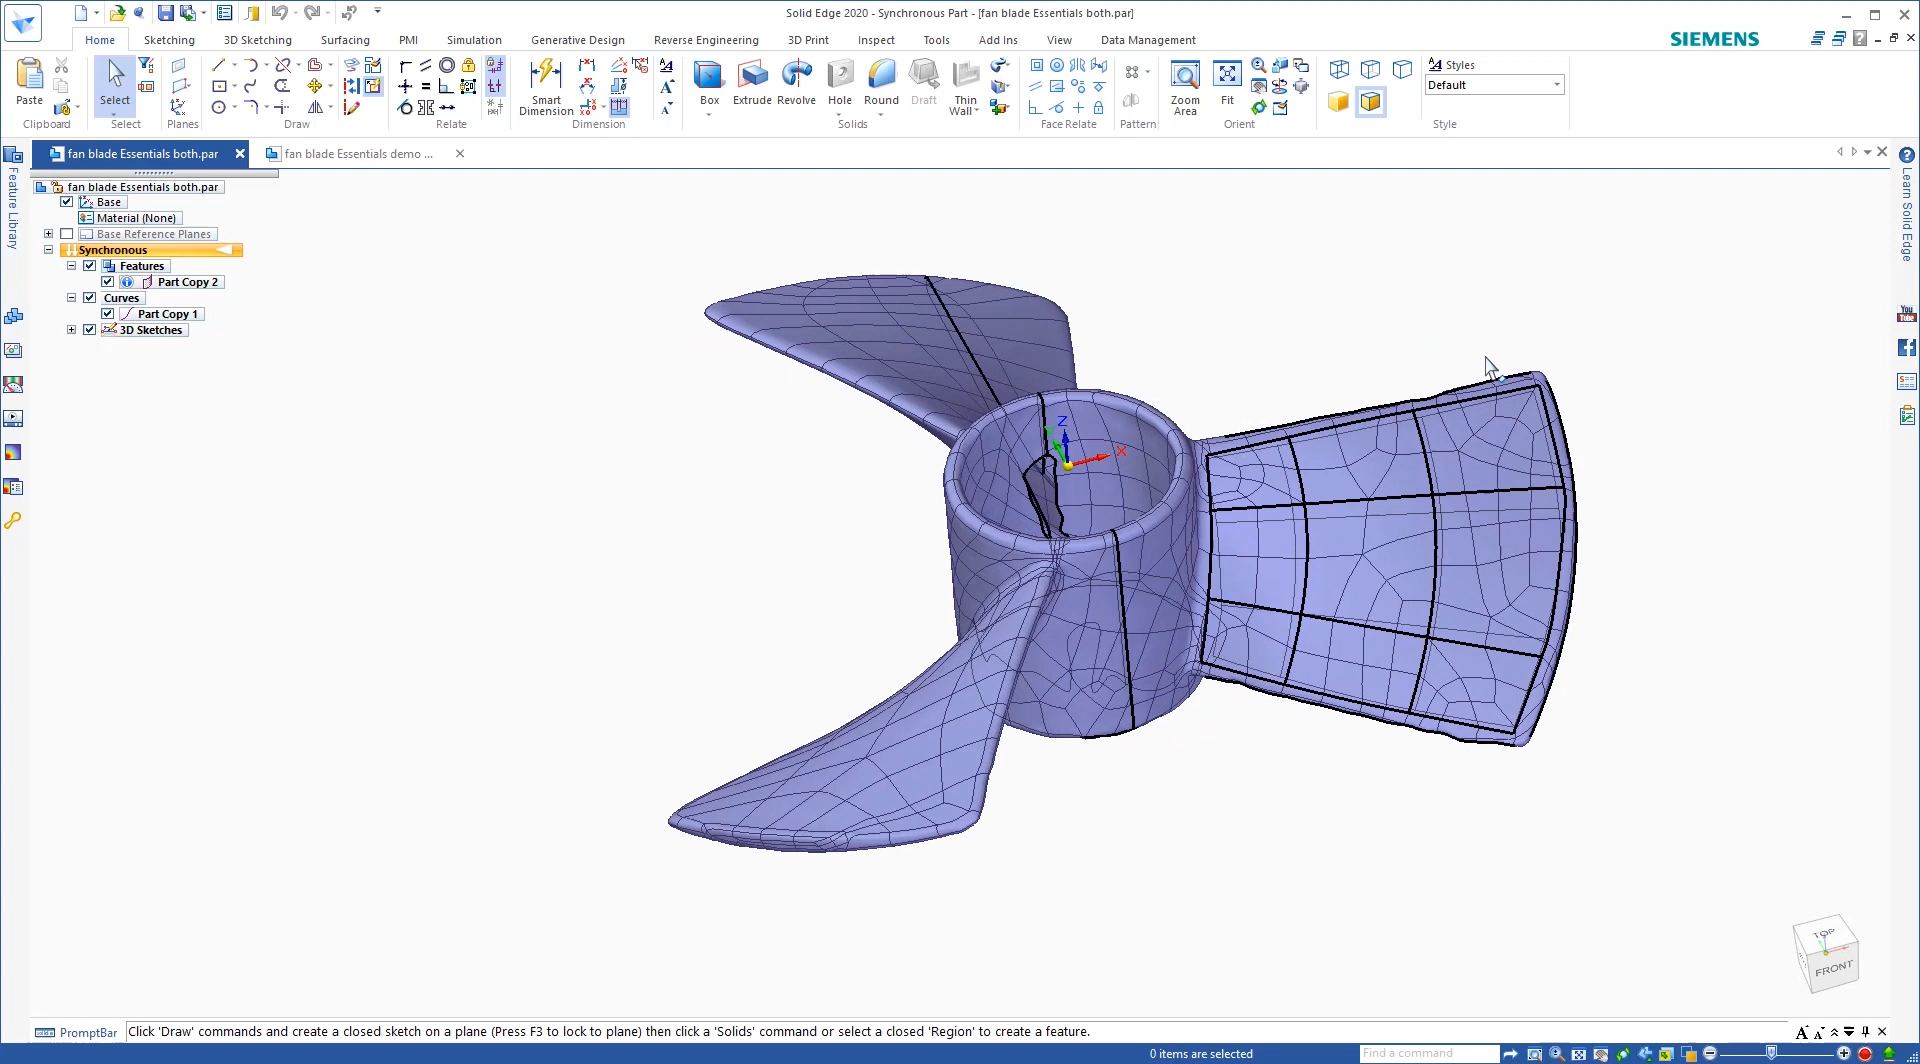 Solid Edge 2020 - Synchronous Part - [fan blade Essentials both.par]
Home Sketching 3D Sketching Surfacing PMI Simulation Generative Design Reverse Engineering 3D Print Inspect Tools Add Ins View Data Management
SIEMENS
Paste
Clipboard
Select
Select
Planes
Draw
Relate
Smart
Dimension
Dimension
Box Extrude Revolve Hole Round Draft Thin
Wall
Solids
Face Relate
Pattern
Zoom
Area
Fit
Orient
Styles
Default
Style
fan blade Essentials both.par
fan blade Essentials demo ...
Feature Library
Learn Solid Edge
fan blade Essentials both.par
Base
Material (None)
Base Reference Planes
Synchronous
Features
Part Copy 2
Curves
Part Copy 1
3D Sketches
Z
X
You
Tube
TOP
FRONT
PromptBar
Click 'Draw' commands and create a closed sketch on a plane (Press F3 to lock to plane) then click a 'Solids' command or select a closed 'Region' to create a feature.
0 items are selected
Find a command